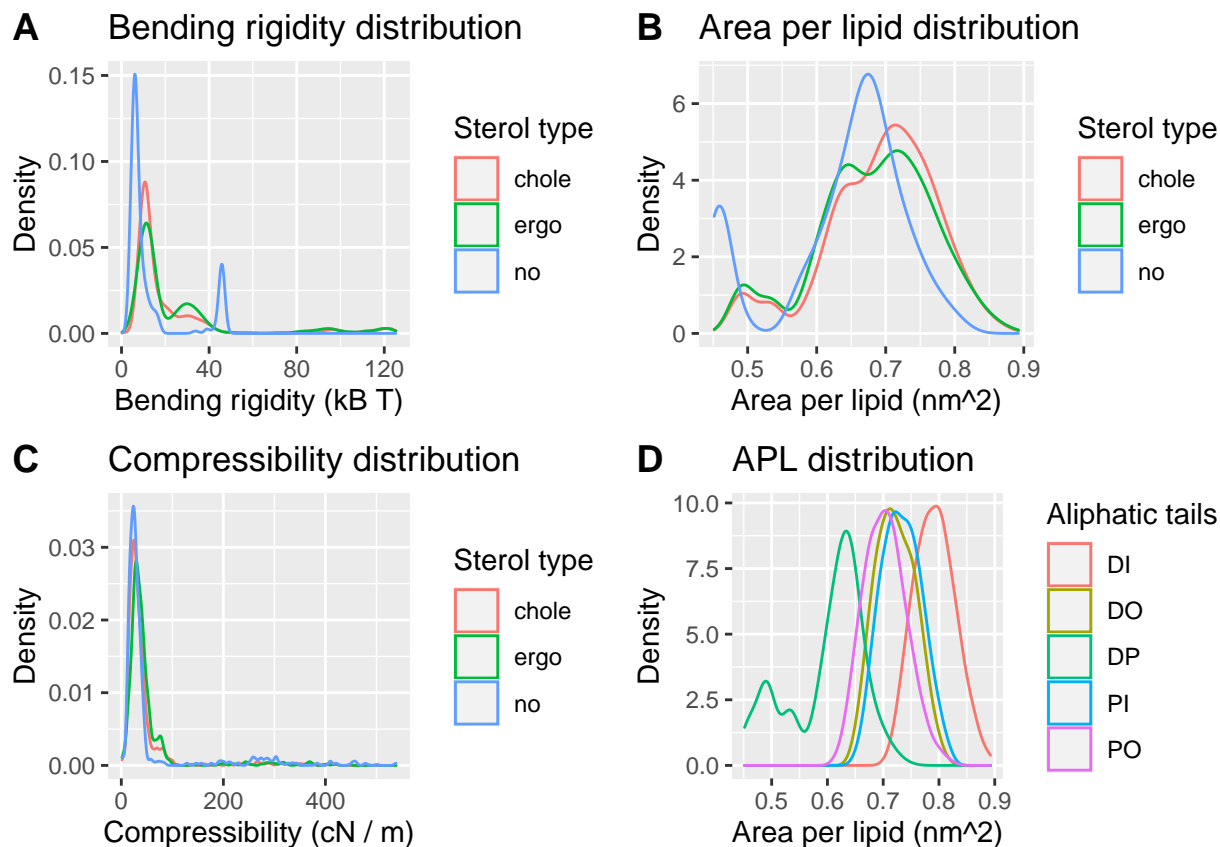 A Bending rigidity distribution
Density
0.15
0.10
0.05
0.00
0 40 80 120
Bending rigidity (kB T)
Sterol type
chole
ergo
no
B Area per lipid distribution
Density
6
4
2
0
0.5 0.6 0.7 0.8 0.9
Area per lipid (nm^2)
Sterol type
chole
ergo
no
C Compressibility distribution
Density
0.03
0.02
0.01
0.00
0 200 400
Compressibility (cN / m)
Sterol type
chole
ergo
no
D APL distribution
Density
10.0
7.5
5.0
2.5
0.0
0.5 0.6 0.7 0.8 0.9
Area per lipid (nm^2)
Aliphatic tails
DI
DO
DP
PI
PO